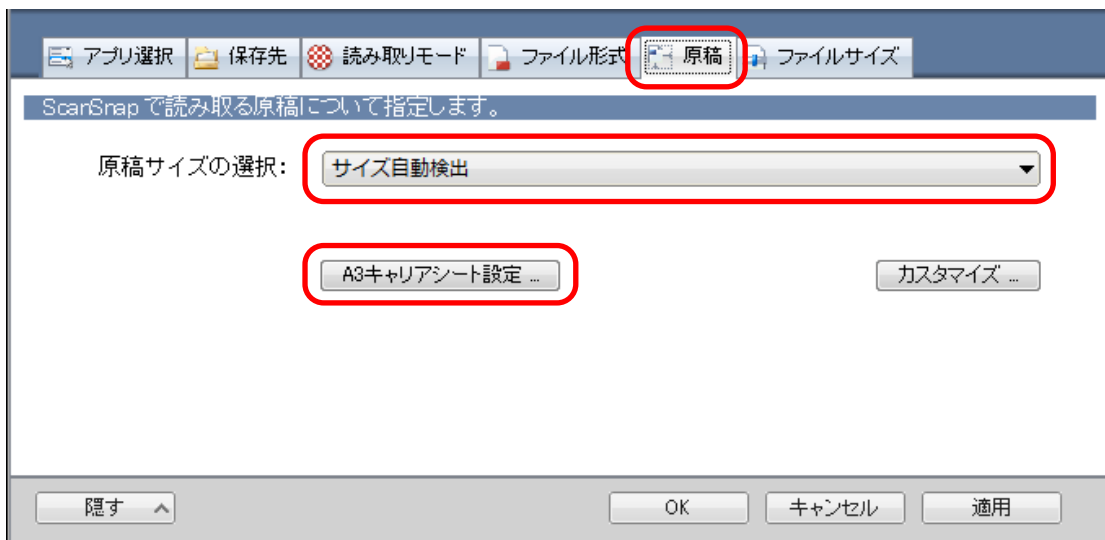 アプリ選択 保存先 読み取りモード ファイル形式 原稿 ファイルサイズ
ScanSnapで読み取る原稿について指定します。
原稿サイズの選択: サイズ自動検出
A3キャリアシート設定 ... カスタマイズ ...
隠す OK キャンセル 適用